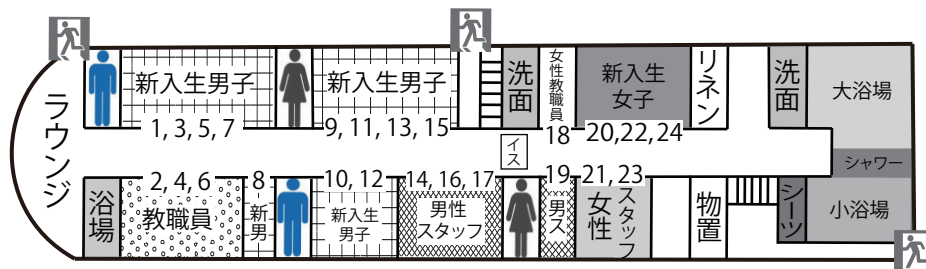 ラウンジ
新入生男子
1, 3, 5, 7
新入生男子
9, 11, 13, 15
洗面
女性教職員
18
新入生
女子
20,22,24
リネン
洗面
大浴場
イス
シャワー
浴場
2, 4, 6
教職員
8
新男
10, 12
新入生
男子
14, 16, 17
男性
スタッフ
19,
男ス
21, 23
女性
スタッフ
物置
シーツ
小浴場